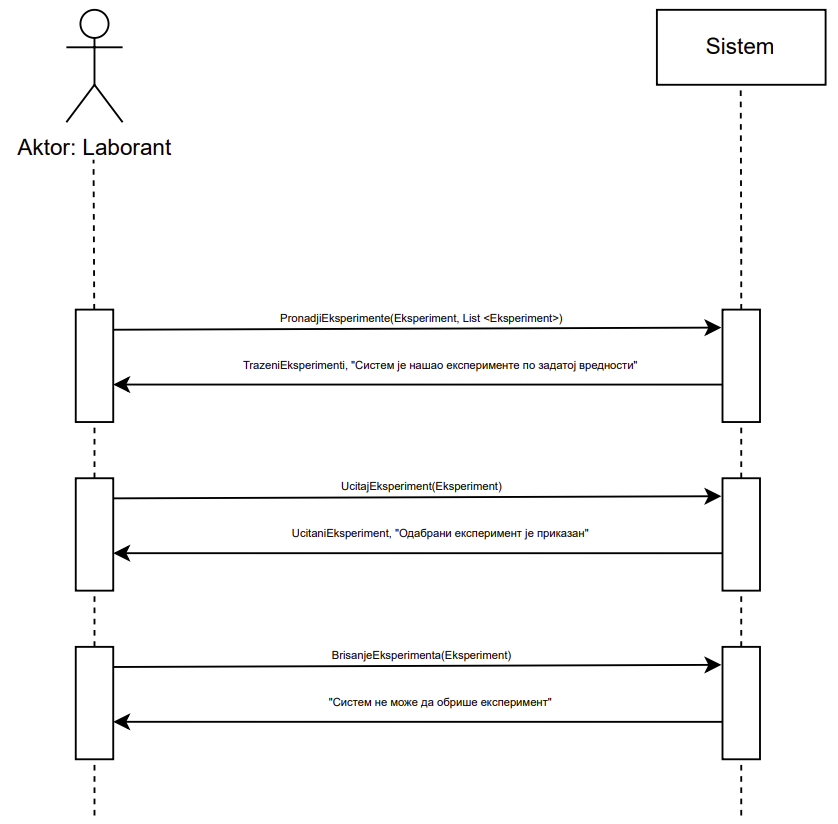 Sistem
Aktor: Laborant
PronadjiEksperimente(Eksperiment, List <Eksperiment>)
TrazeniEksperimenti, "Систем је нашао експерименте по задатој вредности"
UcitajEksperiment(Eksperiment)
UcitaniEksperiment, "Одабрани експеримент је приказан"
BrisanjeEksperimenta(Eksperiment)
"Систем не може да обрише експеримент"